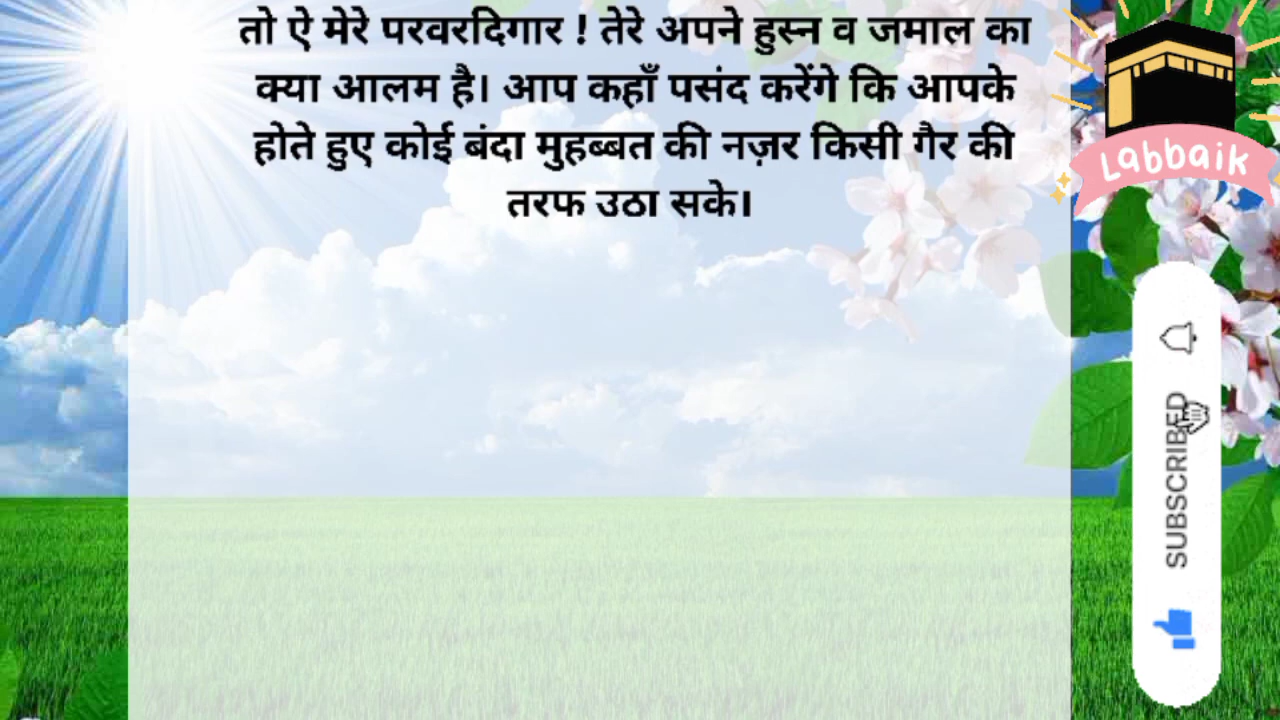 तो ऐ मेरे परवरदिगार ! तेरे अपने हुस्न व जमाल का
क्या आलम है। आप कहाँ पसंद करेंगे कि आपके
होते हुए कोई बंदा मुहब्बत की नज़र किसी गैर की
तरफ उठा सके।
Labbaik
SUBSCRIBED